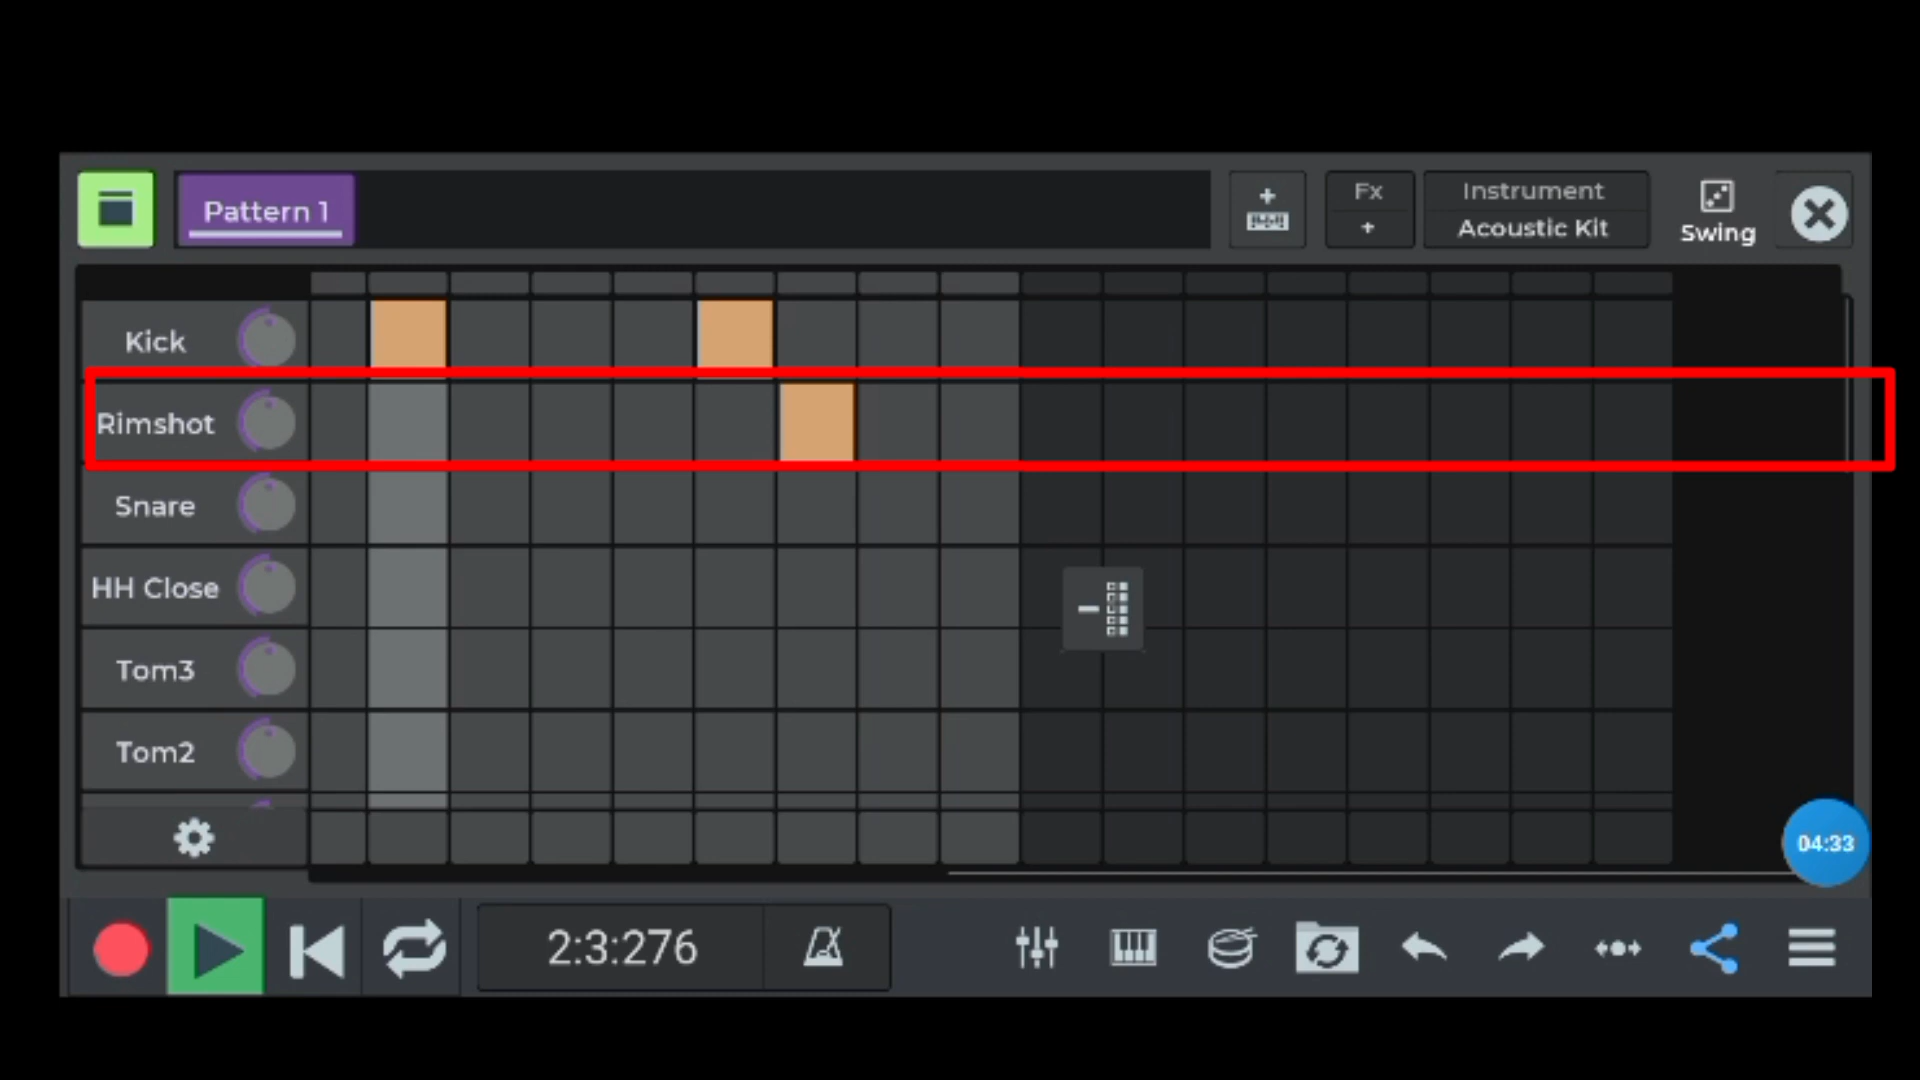 Pattern 1
Fx
+
Instrument
Acoustic Kit
Swing
Kick
Rimshot
Snare
HH Close
Tom3
Tom2
04:33
2:3:276